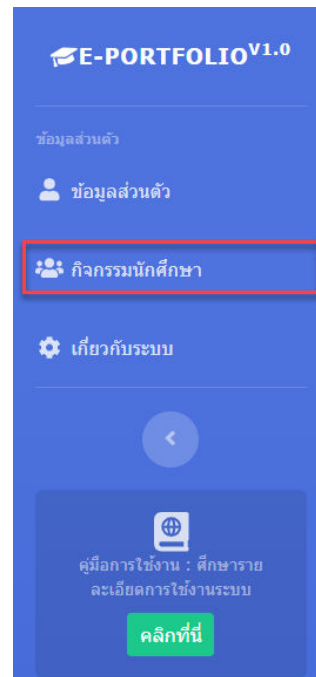 E-PORTFOLIO V1.0
ข้อมูลส่วนตัว
ข้อมูลส่วนตัว
กิจกรรมนักศึกษา
เกี่ยวกับระบบ
คู่มือการใช้งาน : ศึกษาราย
ละเอียดการใช้งานระบบ
คลิกที่นี่